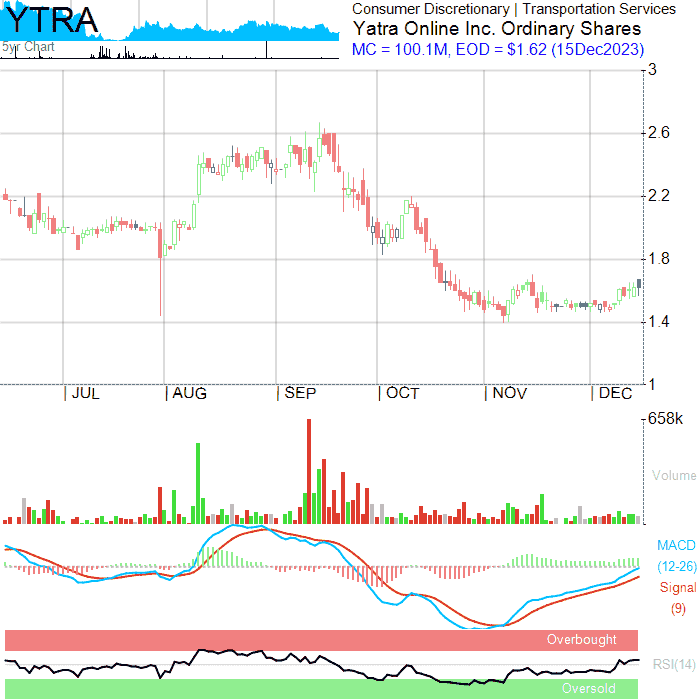 YTRA
5yr Chart
Consumer Discretionary | Transportation Services
Yatra Online Inc. Ordinary Shares
MC = 100.1M, EOD = $1.62 (15Dec2023)
3
2.6
2.2
1.8
1.4
1
JUL AUG SEP OCT NOV DEC
658k
Volume
MACD
(12-26)
Signal
(9)
Overbought
RSI(14)
Oversold